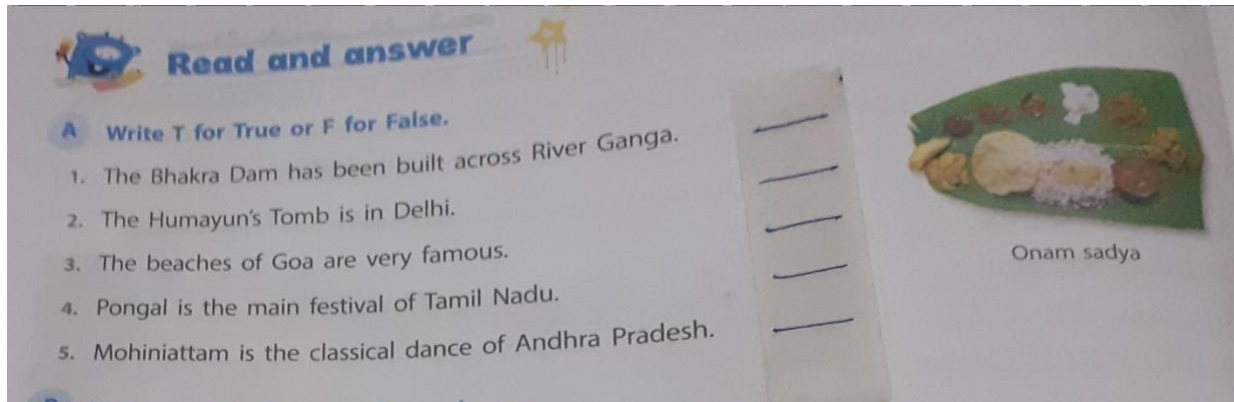 Read and answer
A Write T for True or F for False.
1. The Bhakra Dam has been built across River Ganga.
2. The Humayun's Tomb is in Delhi.
3. The beaches of Goa are very famous.
4. Pongal is the main festival of Tamil Nadu.
5. Mohiniattam is the classical dance of Andhra Pradesh.
Onam sadya